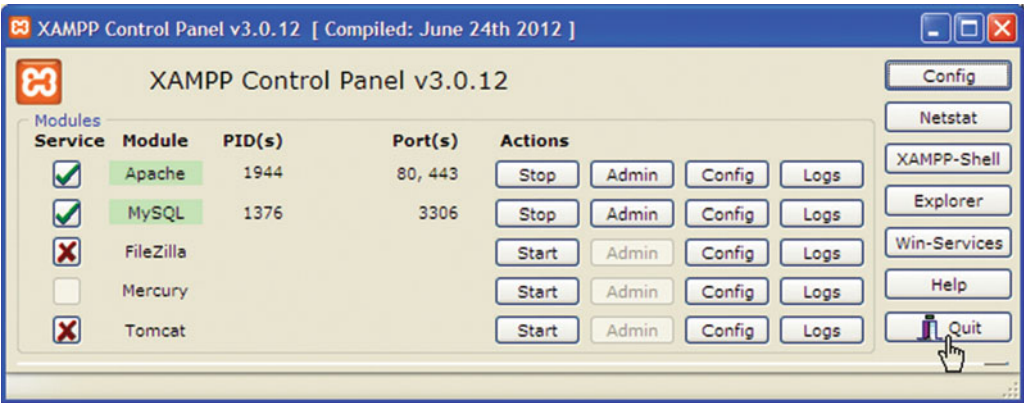 XAMPP Control Panel v3.0.12 [ Compiled: June 24th 2012 ]
XAMPP Control Panel v3.0.12
Config
Modules
Netstat
Service Module PID(s) Port(s) Actions
XAMPP-Shell
Apache 1944 80, 443 Stop Admin Config Logs
Explorer
MySQL 1376 3306 Stop Admin Config Logs
Win-Services
FileZilla Start Admin Config Logs
Help
Mercury Start Admin Config Logs
Quit
Tomcat Start Admin Config Logs